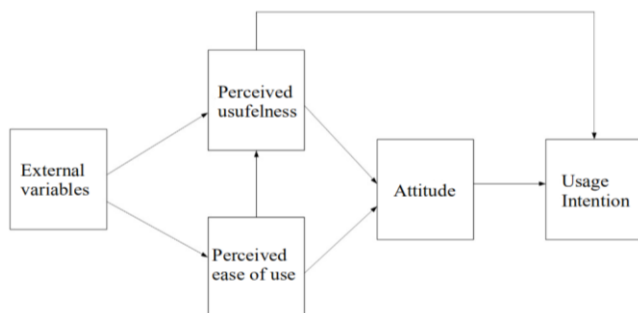 Perceived
usufelness
External
variables
Attitude
Usage
Intention
Perceived
ease of use